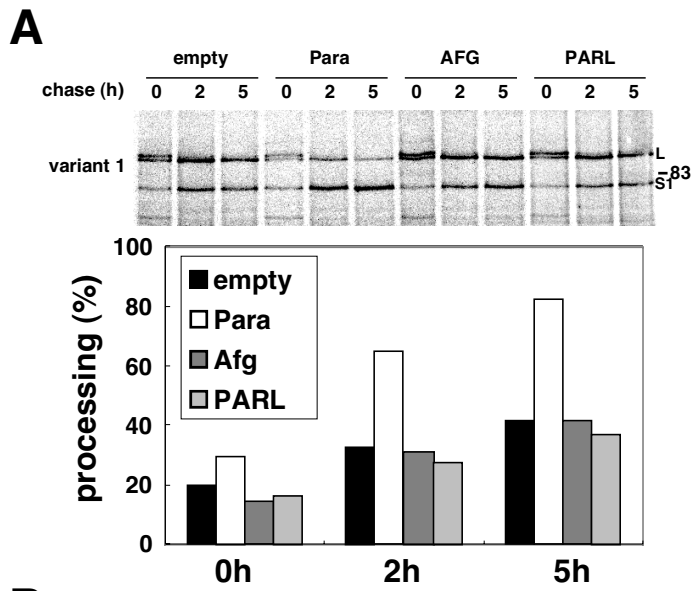 A
empty Para AFG PARL
chase (h) 0 2 5 0 2 5 0 2 5 0 2 5
variant 1
L
-83
S1
100
80
60
40
20
0
processing (%)
empty
Para
Afg
PARL
0h 2h 5h